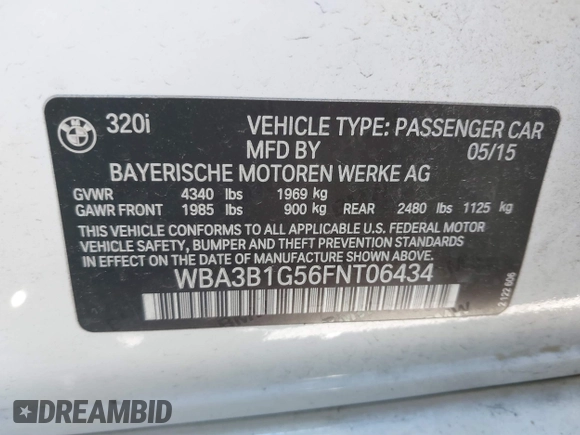 BMW
320i
VEHICLE TYPE: PASSENGER CAR
MFD BY 05/15
BAYERISCHE MOTOREN WERKE AG
GVWR 4340 lbs 1969 kg
GAWR FRONT 1985 lbs 900 kg REAR 2480 lbs 1125 kg
THIS VEHICLE CONFORMS TO ALL APPLICABLE U.S. FEDERAL MOTOR
VEHICLE SAFETY, BUMPER AND THEFT PREVENTION STANDARDS
IN EFFECT ON THE DATE OF MANUFACTURE SHOWN ABOVE.
WBA3B1G56FNT06434
DREAMBID